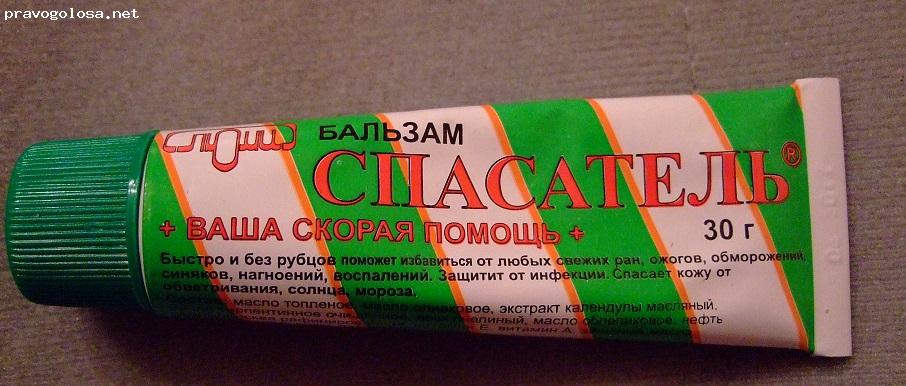 pravogolosa.net
БАЛЬЗАМ
СПАСАТЕЛЬ®
+ ВАША СКОРАЯ ПОМОЩЬ +
30 г
Быстро и без рубцов поможет избавиться от любых свежих ран, ожогов, обморожений,
синяков, нагноений, воспалений. Защитит от инфекции. Спасает кожу от
обветривания, солнца, мороза.
Состав: масло топленое, масло оливковое, экстракт календулы масляный.
масло облепиховое, нефть
Е, витамин А